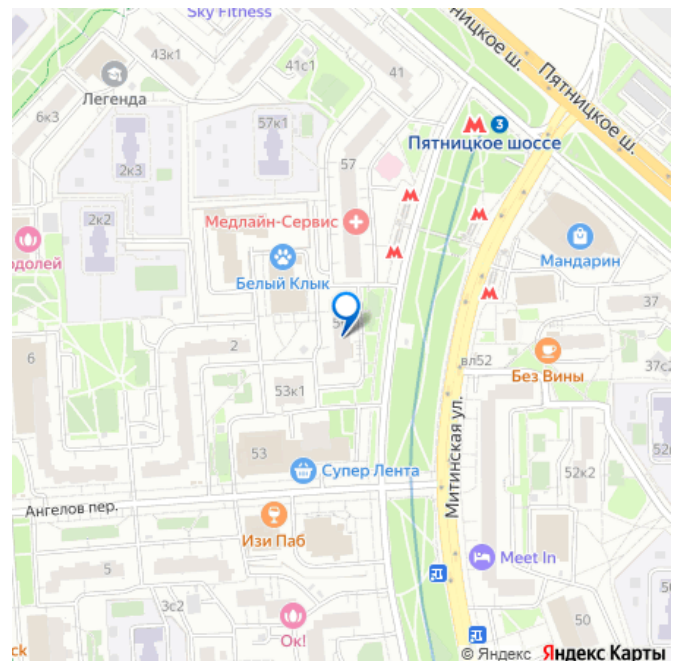 Sky Fitness
43к1
41с1
41
Легенда
6к3
57к1
Пятницкое ш.
3
Пятницкое шоссе
2к3
57
2к2
Медлайн-Сервис
Мандарин
Белый Клык
37
2
6
вл52
Без Вины
37с2
53к1
53
Супер Лента
Митинская ул.
52к2
Ангелов пер.
Изи Паб
Meet In
5
3с2
50
Ок!
© Яндекс Яндекс Карты